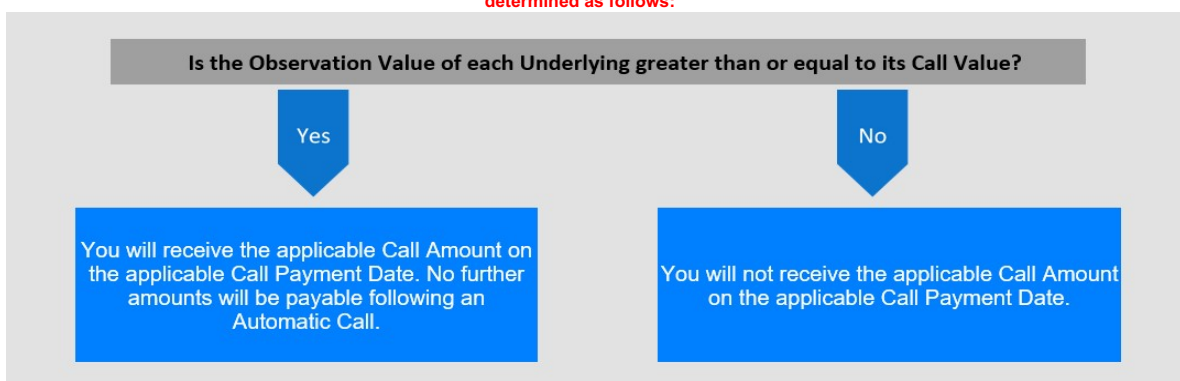 determined as follows:
Is the Observation Value of each Underlying greater than or equal to its Call Value?
Yes
No
You will receive the applicable Call Amount on
the applicable Call Payment Date. No further
amounts will be payable following an
Automatic Call.
You will not receive the applicable Call Amount
on the applicable Call Payment Date.